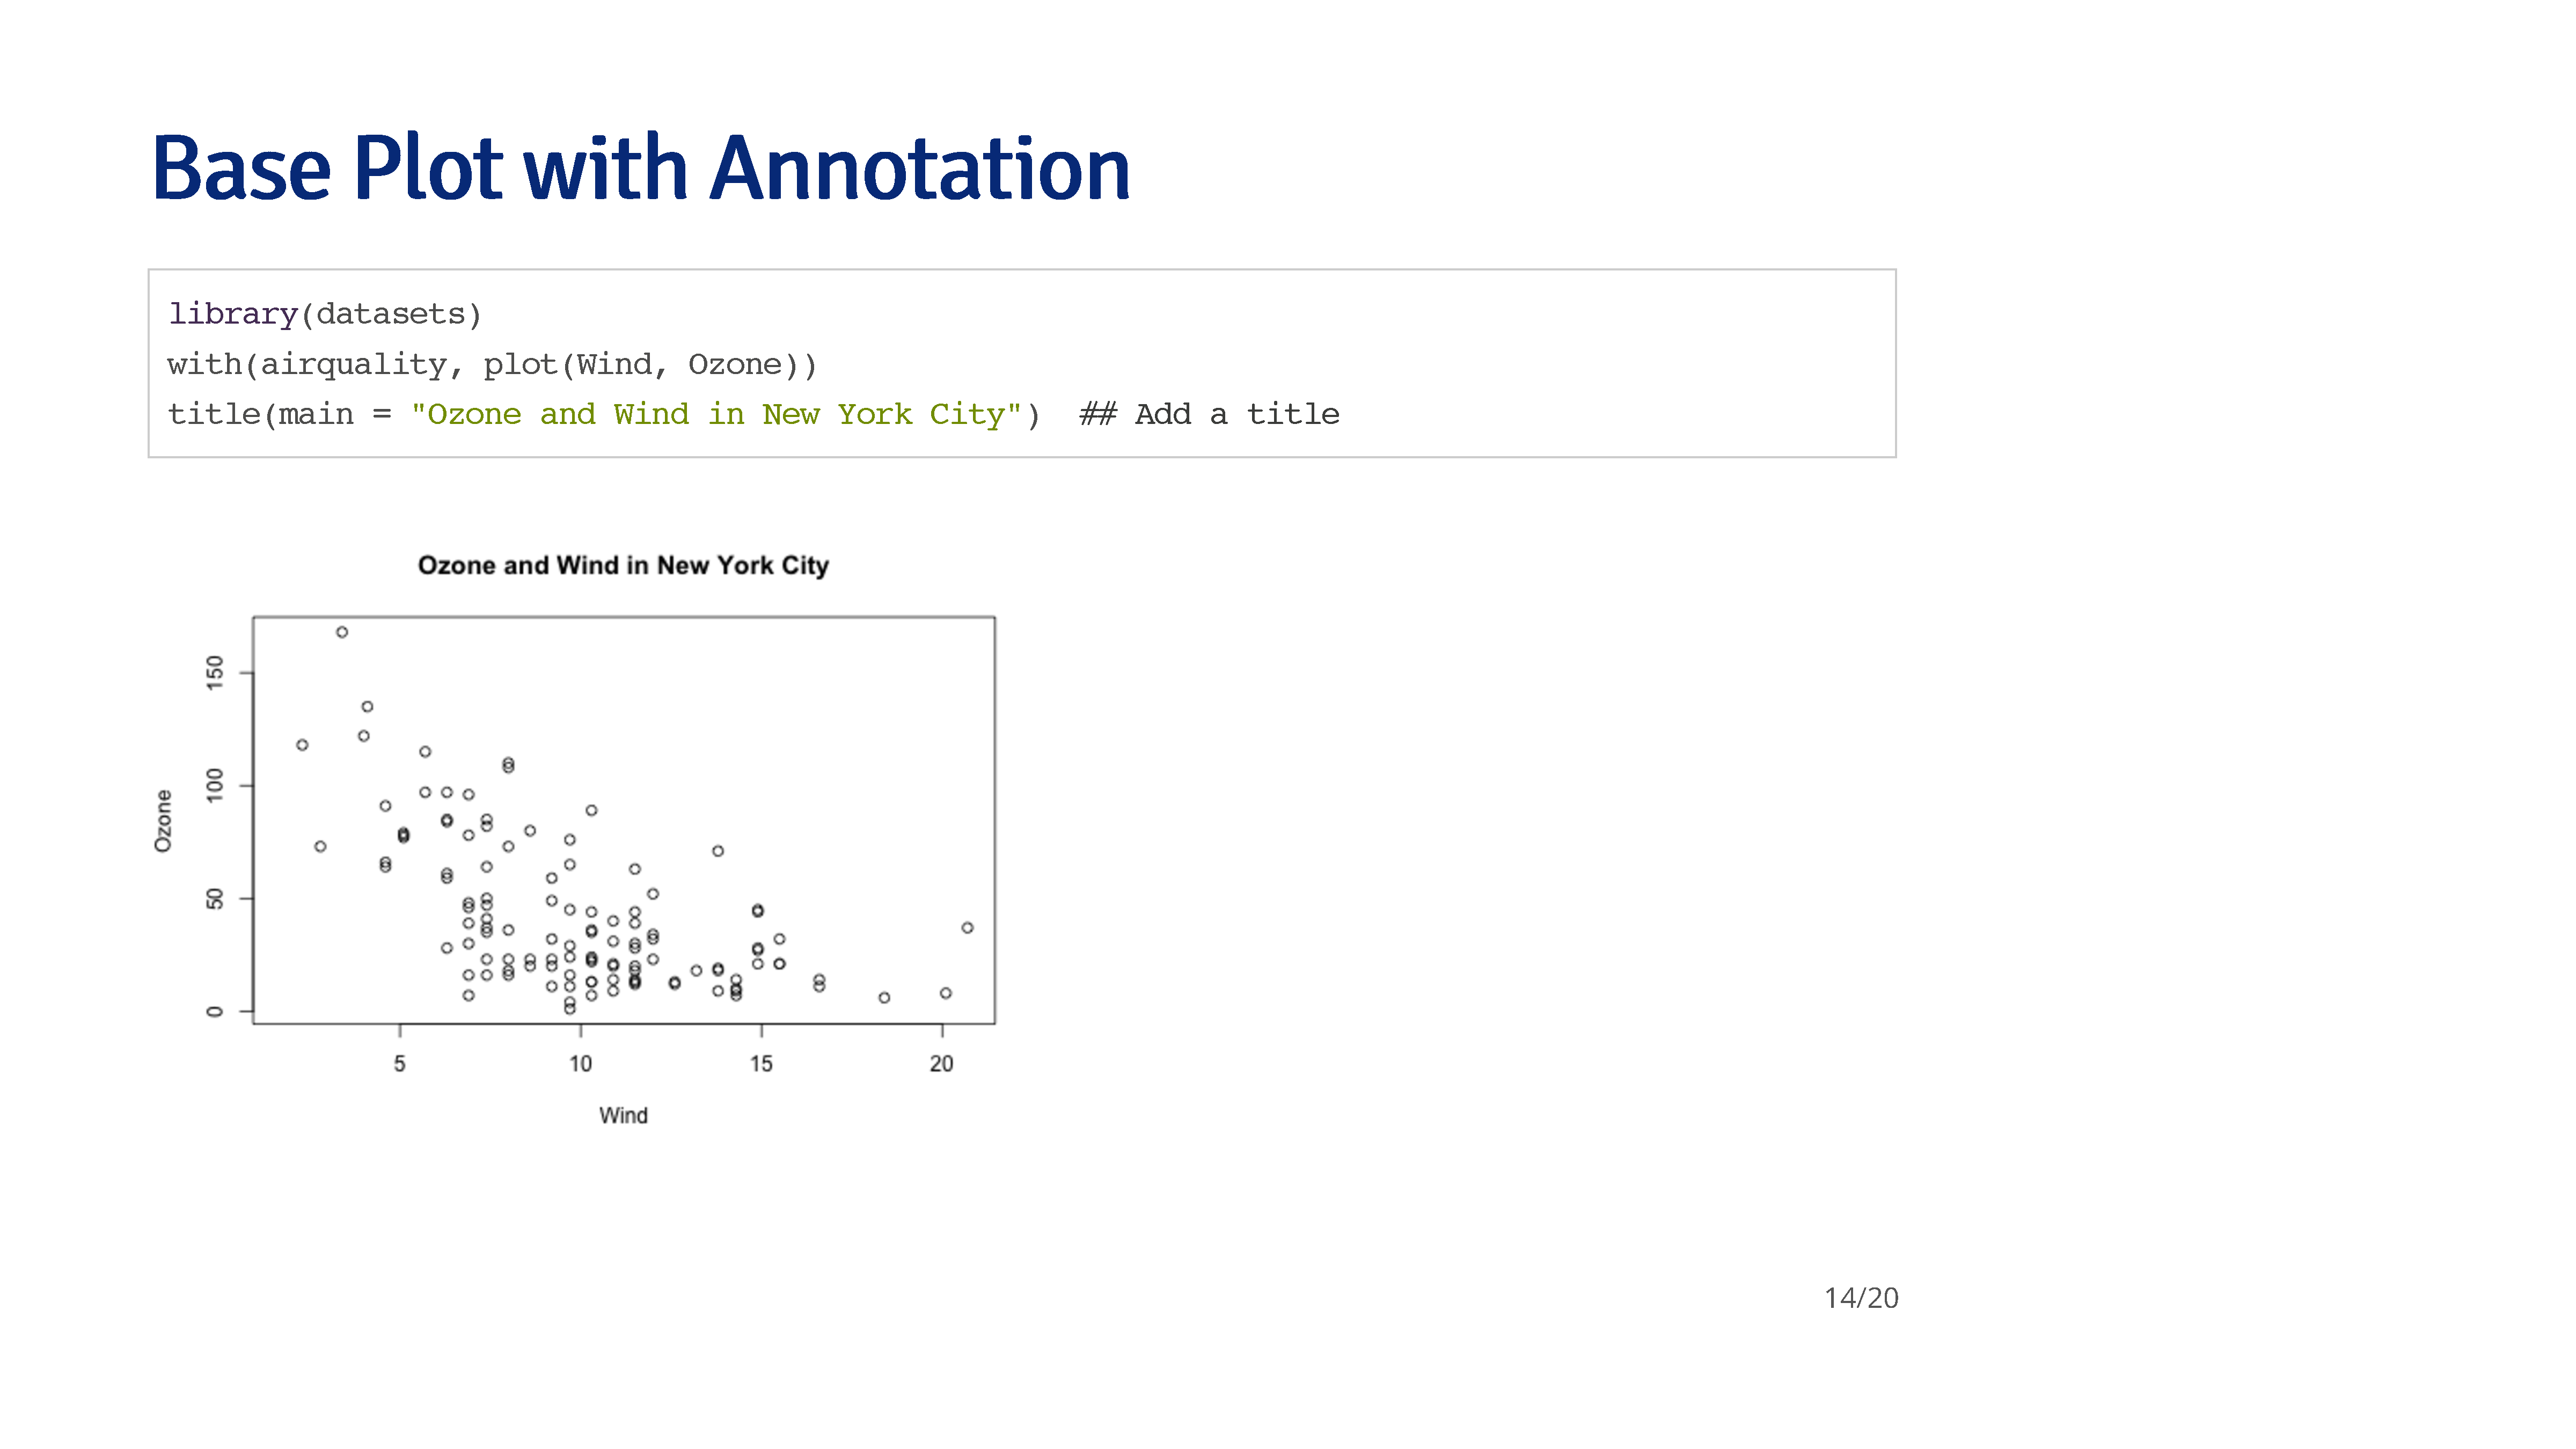 Base Plot with Annotation
library(datasets)
with(airquality, plot(Wind, Ozone))
title(main = "Ozone and Wind in New York City")  ## Add a title
Ozone and Wind in New York City
150
100
50
0
Ozone
5 10 15 20
Wind
14/20